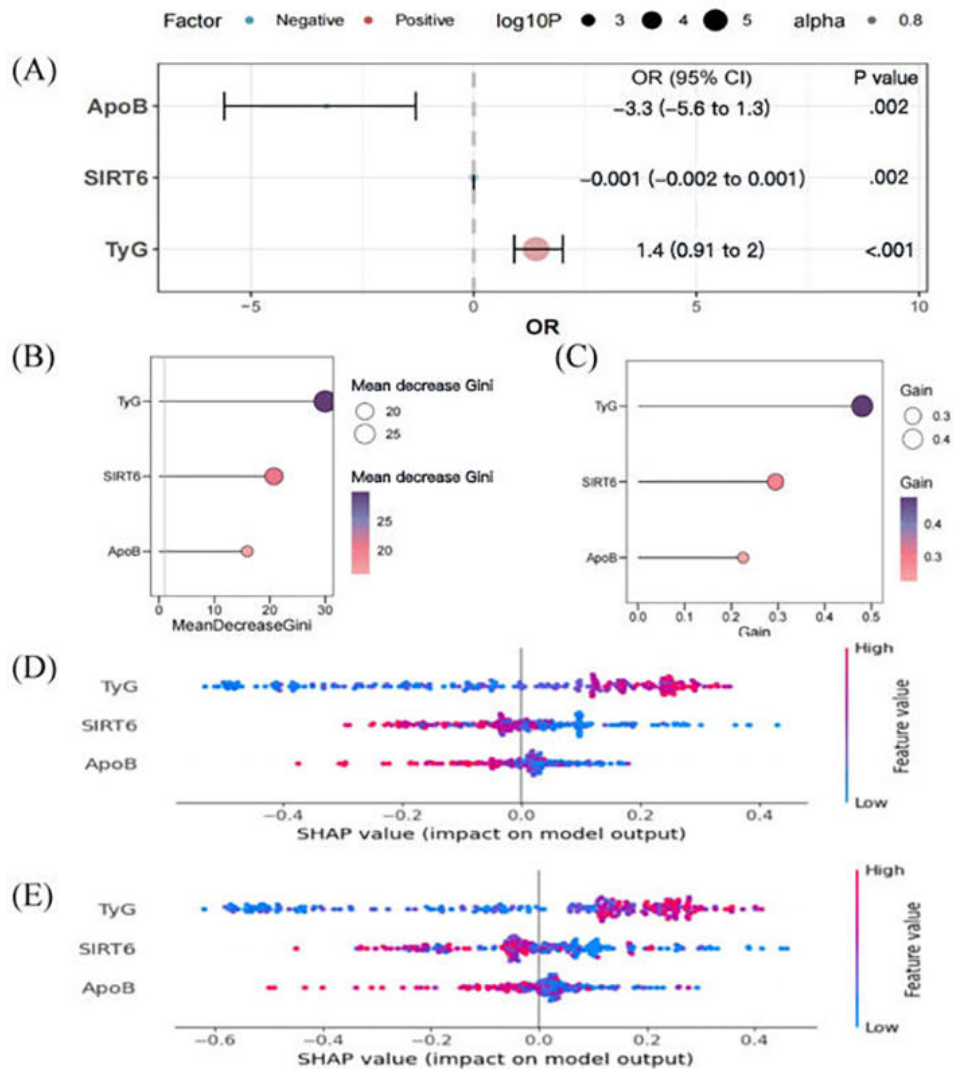 Factor Negative Positive log10P 3 4 5 alpha 0.8
(A)
OR (95% CI) P value
ApoB −3.3 (−5.6 to 1.3) .002
SIRT6 −0.001 (−0.002 to 0.001) .002
TyG 1.4 (0.91 to 2) <.001
−5 0 5 10
OR
(B)
TyG
SIRT6
ApoB
0 10 20 30
MeanDecreaseGini
Mean decrease Gini
20
25
Mean decrease Gini
25
20
(C)
TyG
SIRT6
ApoB
0.0 0.1 0.2 0.3 0.4 0.5
Gain
Gain
0.3
0.4
Gain
0.4
0.3
(D)
TyG
SIRT6
ApoB
−0.4 −0.2 0.0 0.2 0.4
SHAP value (impact on model output)
High
Feature value
Low
(E)
TyG
SIRT6
ApoB
−0.6 −0.4 −0.2 0.0 0.2 0.4
SHAP value (impact on model output)
High
Feature value
Low